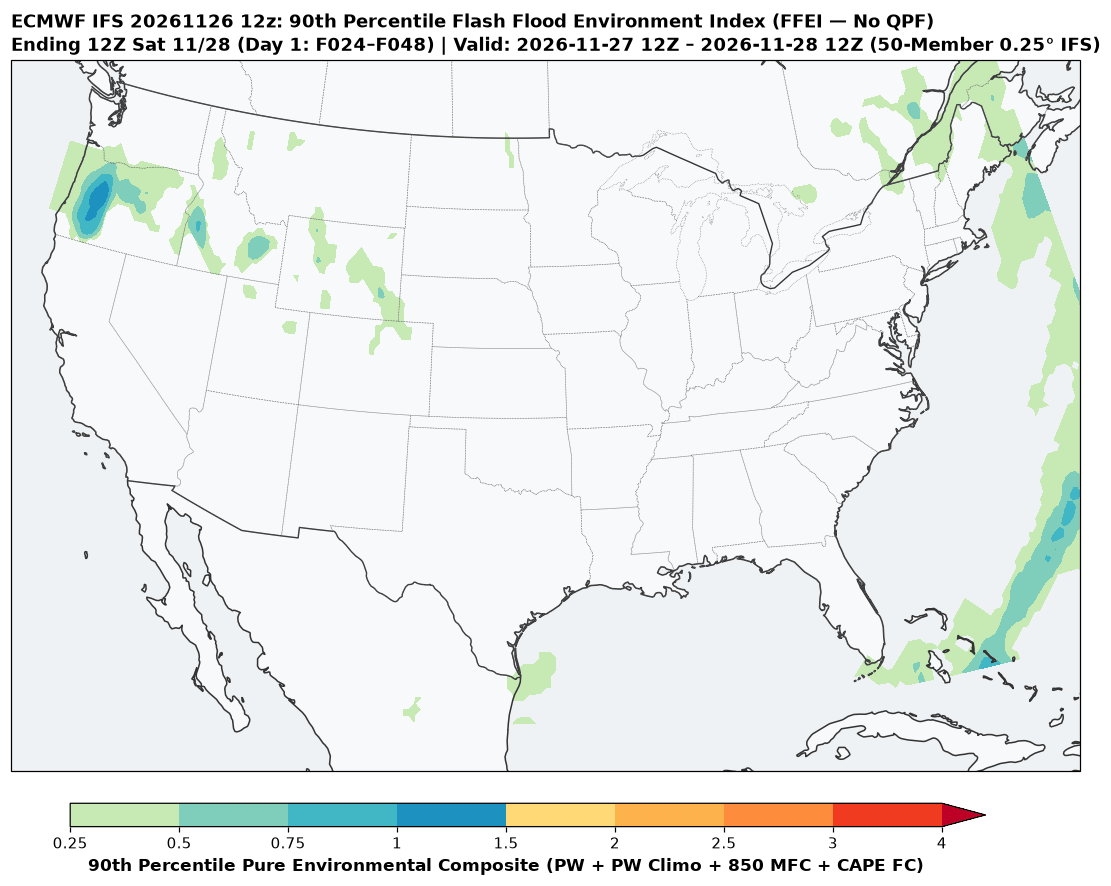 ECMWF IFS 20261126 12z: 90th Percentile Flash Flood Environment Index (FFEI — No QPF)
Ending 12Z Sat 11/28 (Day 1: F024–F048) | Valid: 2026-11-27 12Z – 2026-11-28 12Z (50-Member 0.25° IFS)
0.25 0.5 0.75 1 1.5 2 2.5 3 4
90th Percentile Pure Environmental Composite (PW + PW Climo + 850 MFC + CAPE FC)